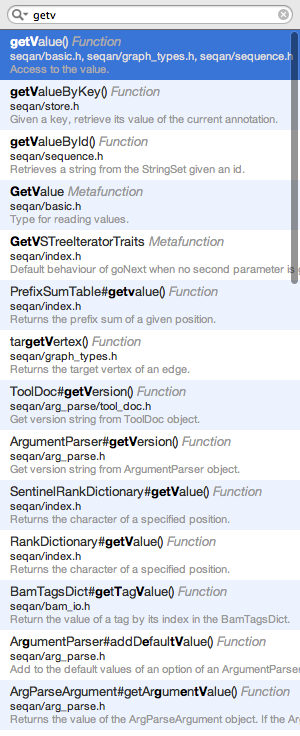 getv
getValue() Function
seqan/basic.h, seqan/graph_types.h, seqan/sequence.h
Access to the value.
getValueByKey() Function
seqan/store.h
Given a key, retrieve its value of the current annotation.
getValueById() Function
seqan/sequence.h
Retrieves a string from the StringSet given an id.
GetValue Metafunction
seqan/basic.h
Type for reading values.
GetVSTreeIteratorTraits Metafunction
seqan/index.h
Default behaviour of goNext when no second parameter is
PrefixSumTable#getvalue() Function
seqan/index.h
Returns the prefix sum of a given position.
targetVertex() Function
seqan/graph_types.h
Returns the target vertex of an edge.
ToolDoc#getVersion() Function
seqan/arg_parse/tool_doc.h
Get version string from ToolDoc object.
ArgumentParser#getVersion() Function
seqan/arg_parse.h
Get version string from ArgumentParser object.
SentinelRankDictionary#getValue() Function
seqan/index.h
Returns the character of a specified position.
RankDictionary#getValue() Function
seqan/index.h
Returns the character of a specified position.
BamTagsDict#getTagValue() Function
seqan/bam_io.h
Return the value of a tag by its index in the BamTagsDict.
ArgumentParser#addDefaultValue() Function
seqan/arg_parse.h
Add to the default values of an option of an ArgumentParser
ArgParseArgument#getArgumentValue() Function
seqan/arg_parse.h
Returns the value of the ArgParseArgument object. If the